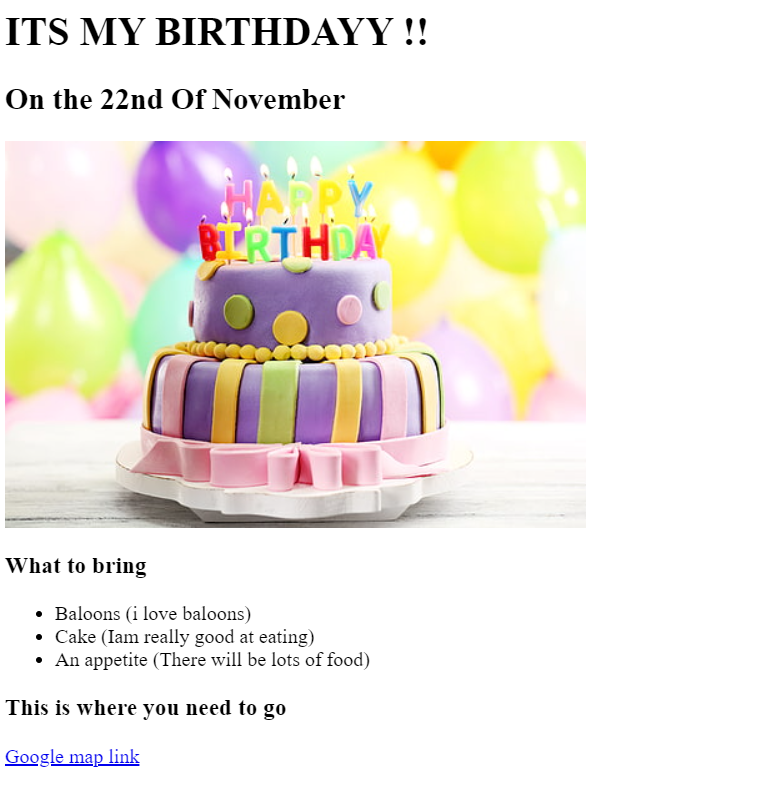 ITS MY BIRTHDAYY !!
On the 22nd Of November
HAPPY
BIRTHDAY
What to bring
Baloons (i love baloons)
Cake (Iam really good at eating)
An appetite (There will be lots of food)
This is where you need to go
Google map link